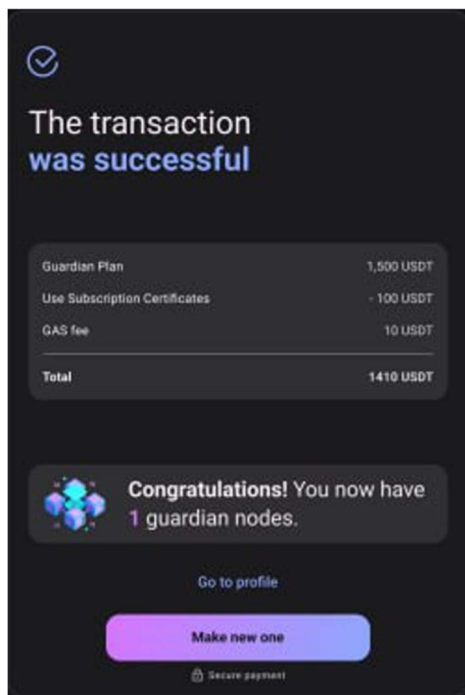 The transaction
was successful
Guardian Plan 1,500 USDT
Use Subscription Certificates - 100 USDT
GAS fee 10 USDT
Total 1410 USDT
Congratulations! You now have
1 guardian nodes.
Go to profile
Make new one
Secure payment